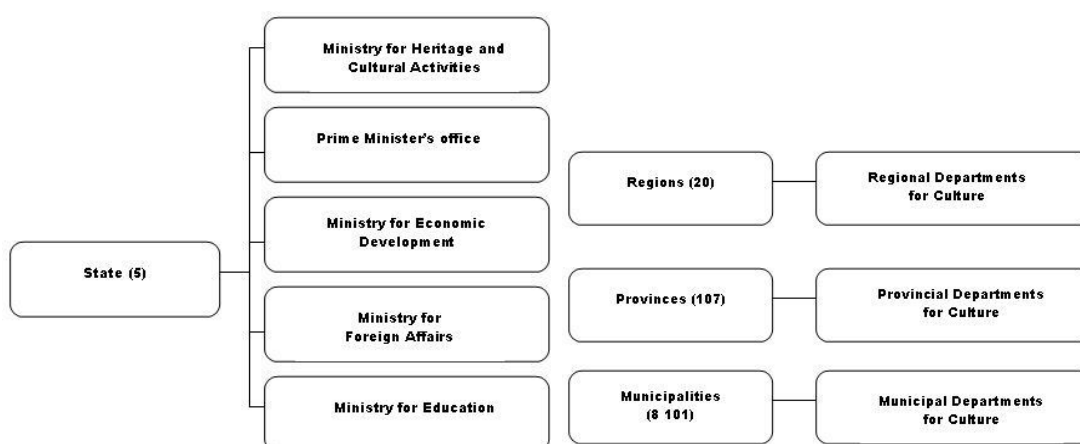 State (5)
Ministry for Heritage and
Cultural Activities
Prime Minister's office
Ministry for Economic
Development
Ministry for
Foreign Affairs
Ministry for Education
Regions (20)
Regional Departments
for Culture
Provinces (107)
Provincial Departments
for Culture
Municipalities
(8 101)
Municipal Departments
for Culture